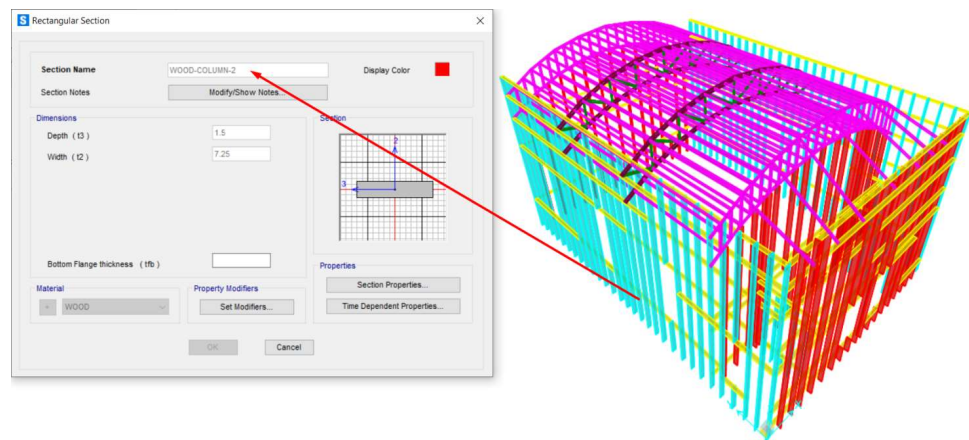 S Rectangular Section
Section Name WOOD-COLUMN-2 Display Color
Section Notes Modify/Show Notes...
Dimensions Section
Depth ( t3 ) 1.5
Width ( t2 ) 7.25
2
3
Bottom Flange thickness ( tfb )
Properties
Section Properties...
Material Property Modifiers
+ WOOD Set Modifiers... Time Dependent Properties...
OK Cancel